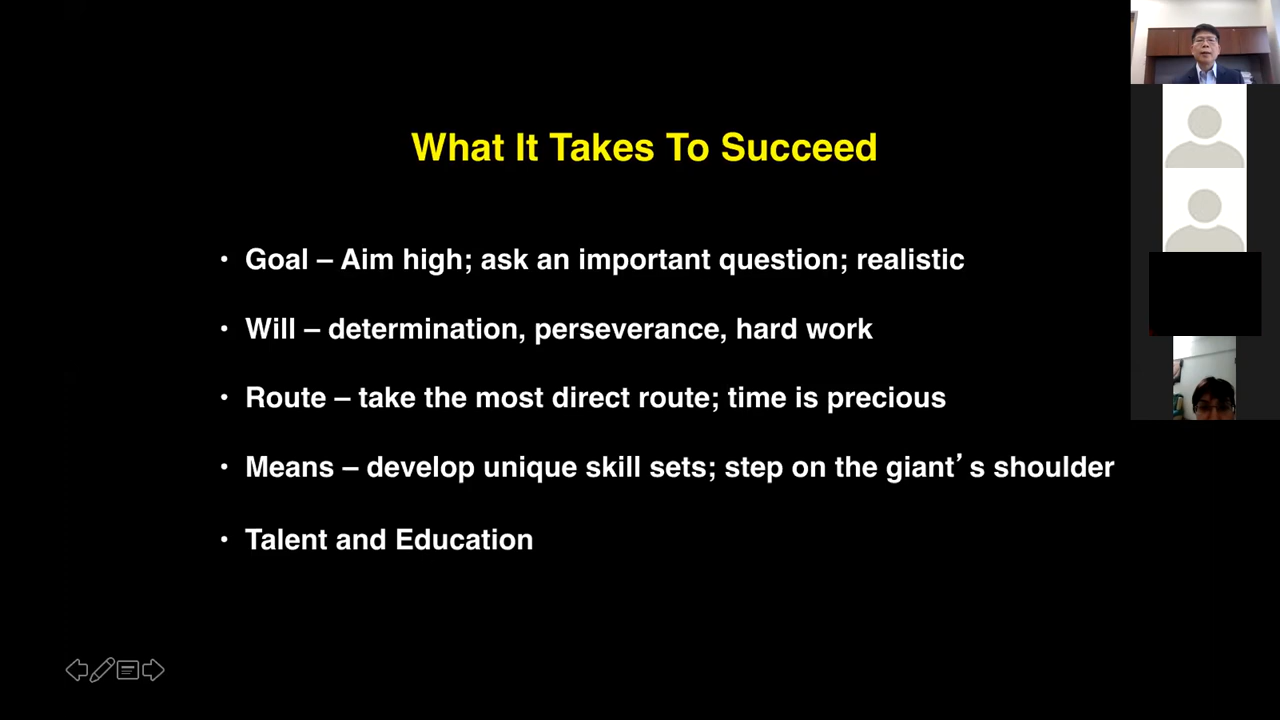 What It Takes To Succeed
• Goal – Aim high; ask an important question; realistic
• Will – determination, perseverance, hard work
• Route – take the most direct route; time is precious
• Means – develop unique skill sets; step on the giant’s shoulder
• Talent and Education